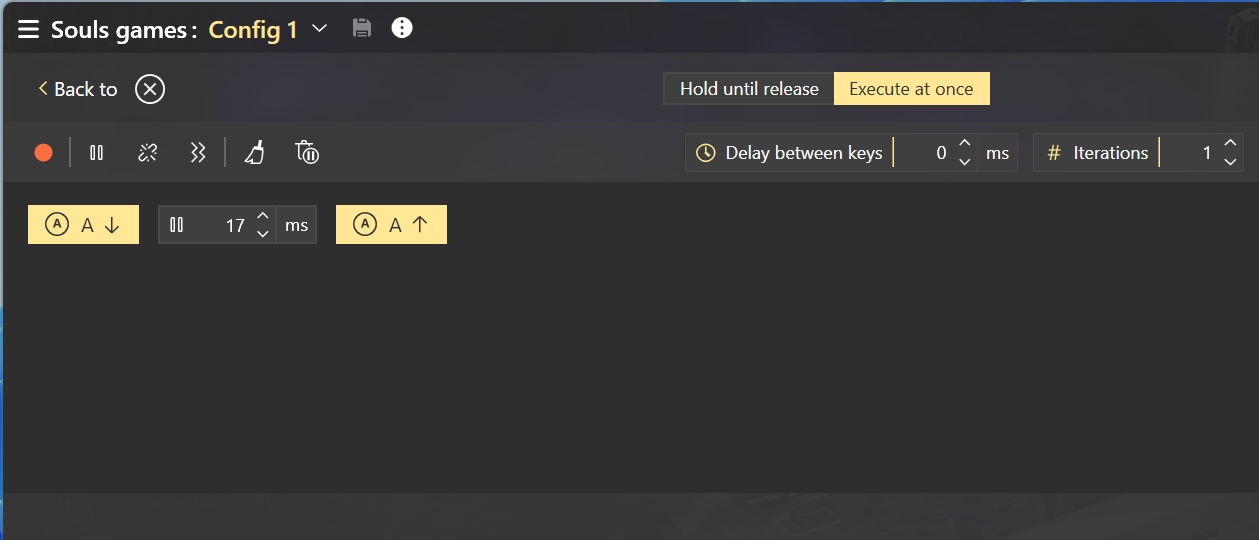 Souls games: Config 1
Back to
Hold until release Execute at once
Delay between keys 0 ms # Iterations 1
A A ↓ 17 ms A A ↑